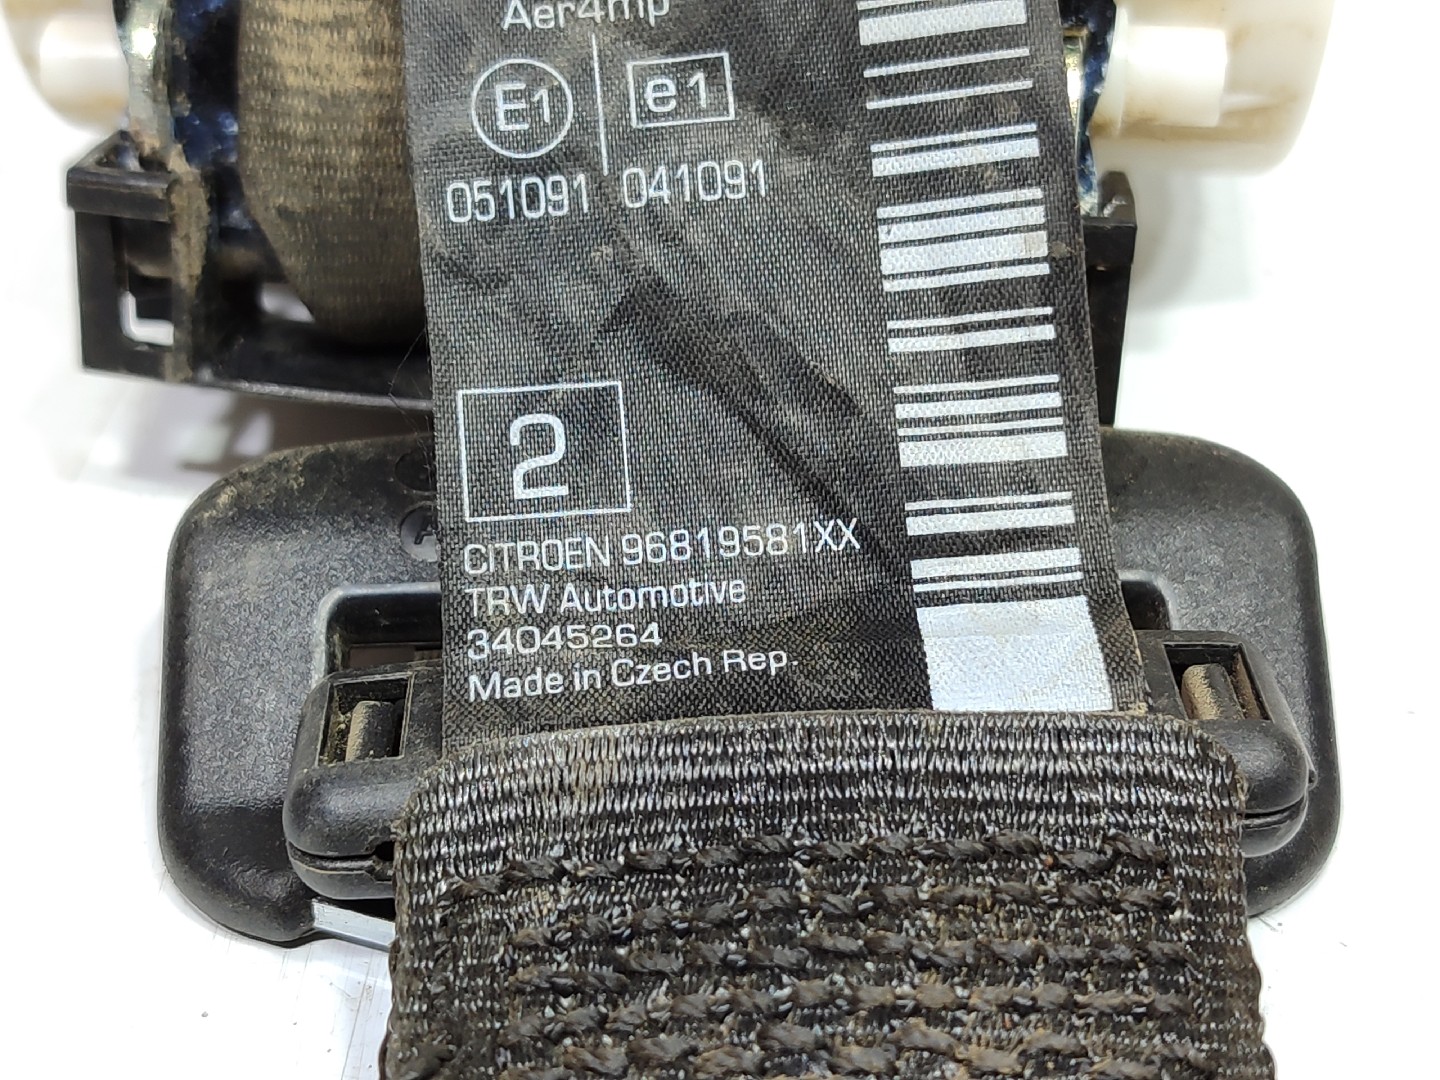 Aer4mp
E1 e1
051091 041091
2
CITROEN 96819581XX
TRW Automotive
34045264
Made in Czech Rep.